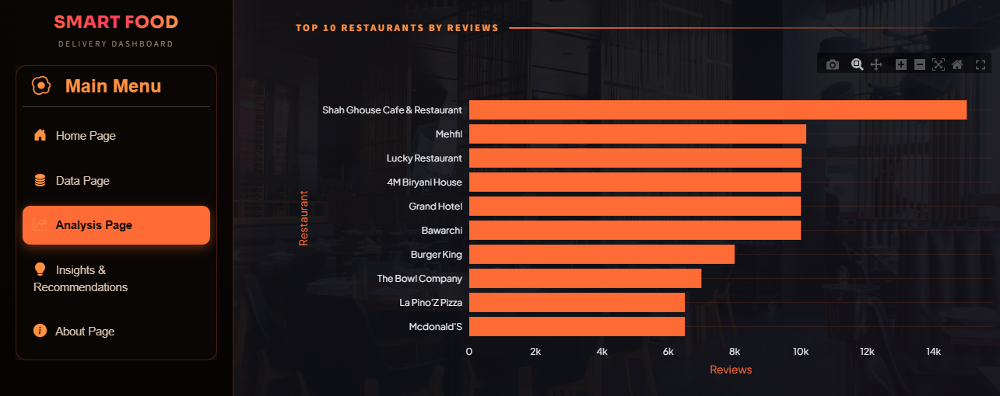 SMART FOOD
DELIVERY DASHBOARD
Main Menu
Home Page
Data Page
Analysis Page
Insights &
Recommendations
About Page
TOP 10 RESTAURANTS BY REVIEWS
Restaurant
Shah Ghouse Cafe & Restaurant
Mehfil
Lucky Restaurant
4M Biryani House
Grand Hotel
Bawarchi
Burger King
The Bowl Company
La Pino'Z Pizza
Mcdonald'S
0 2k 4k 6k 8k 10k 12k 14k
Reviews